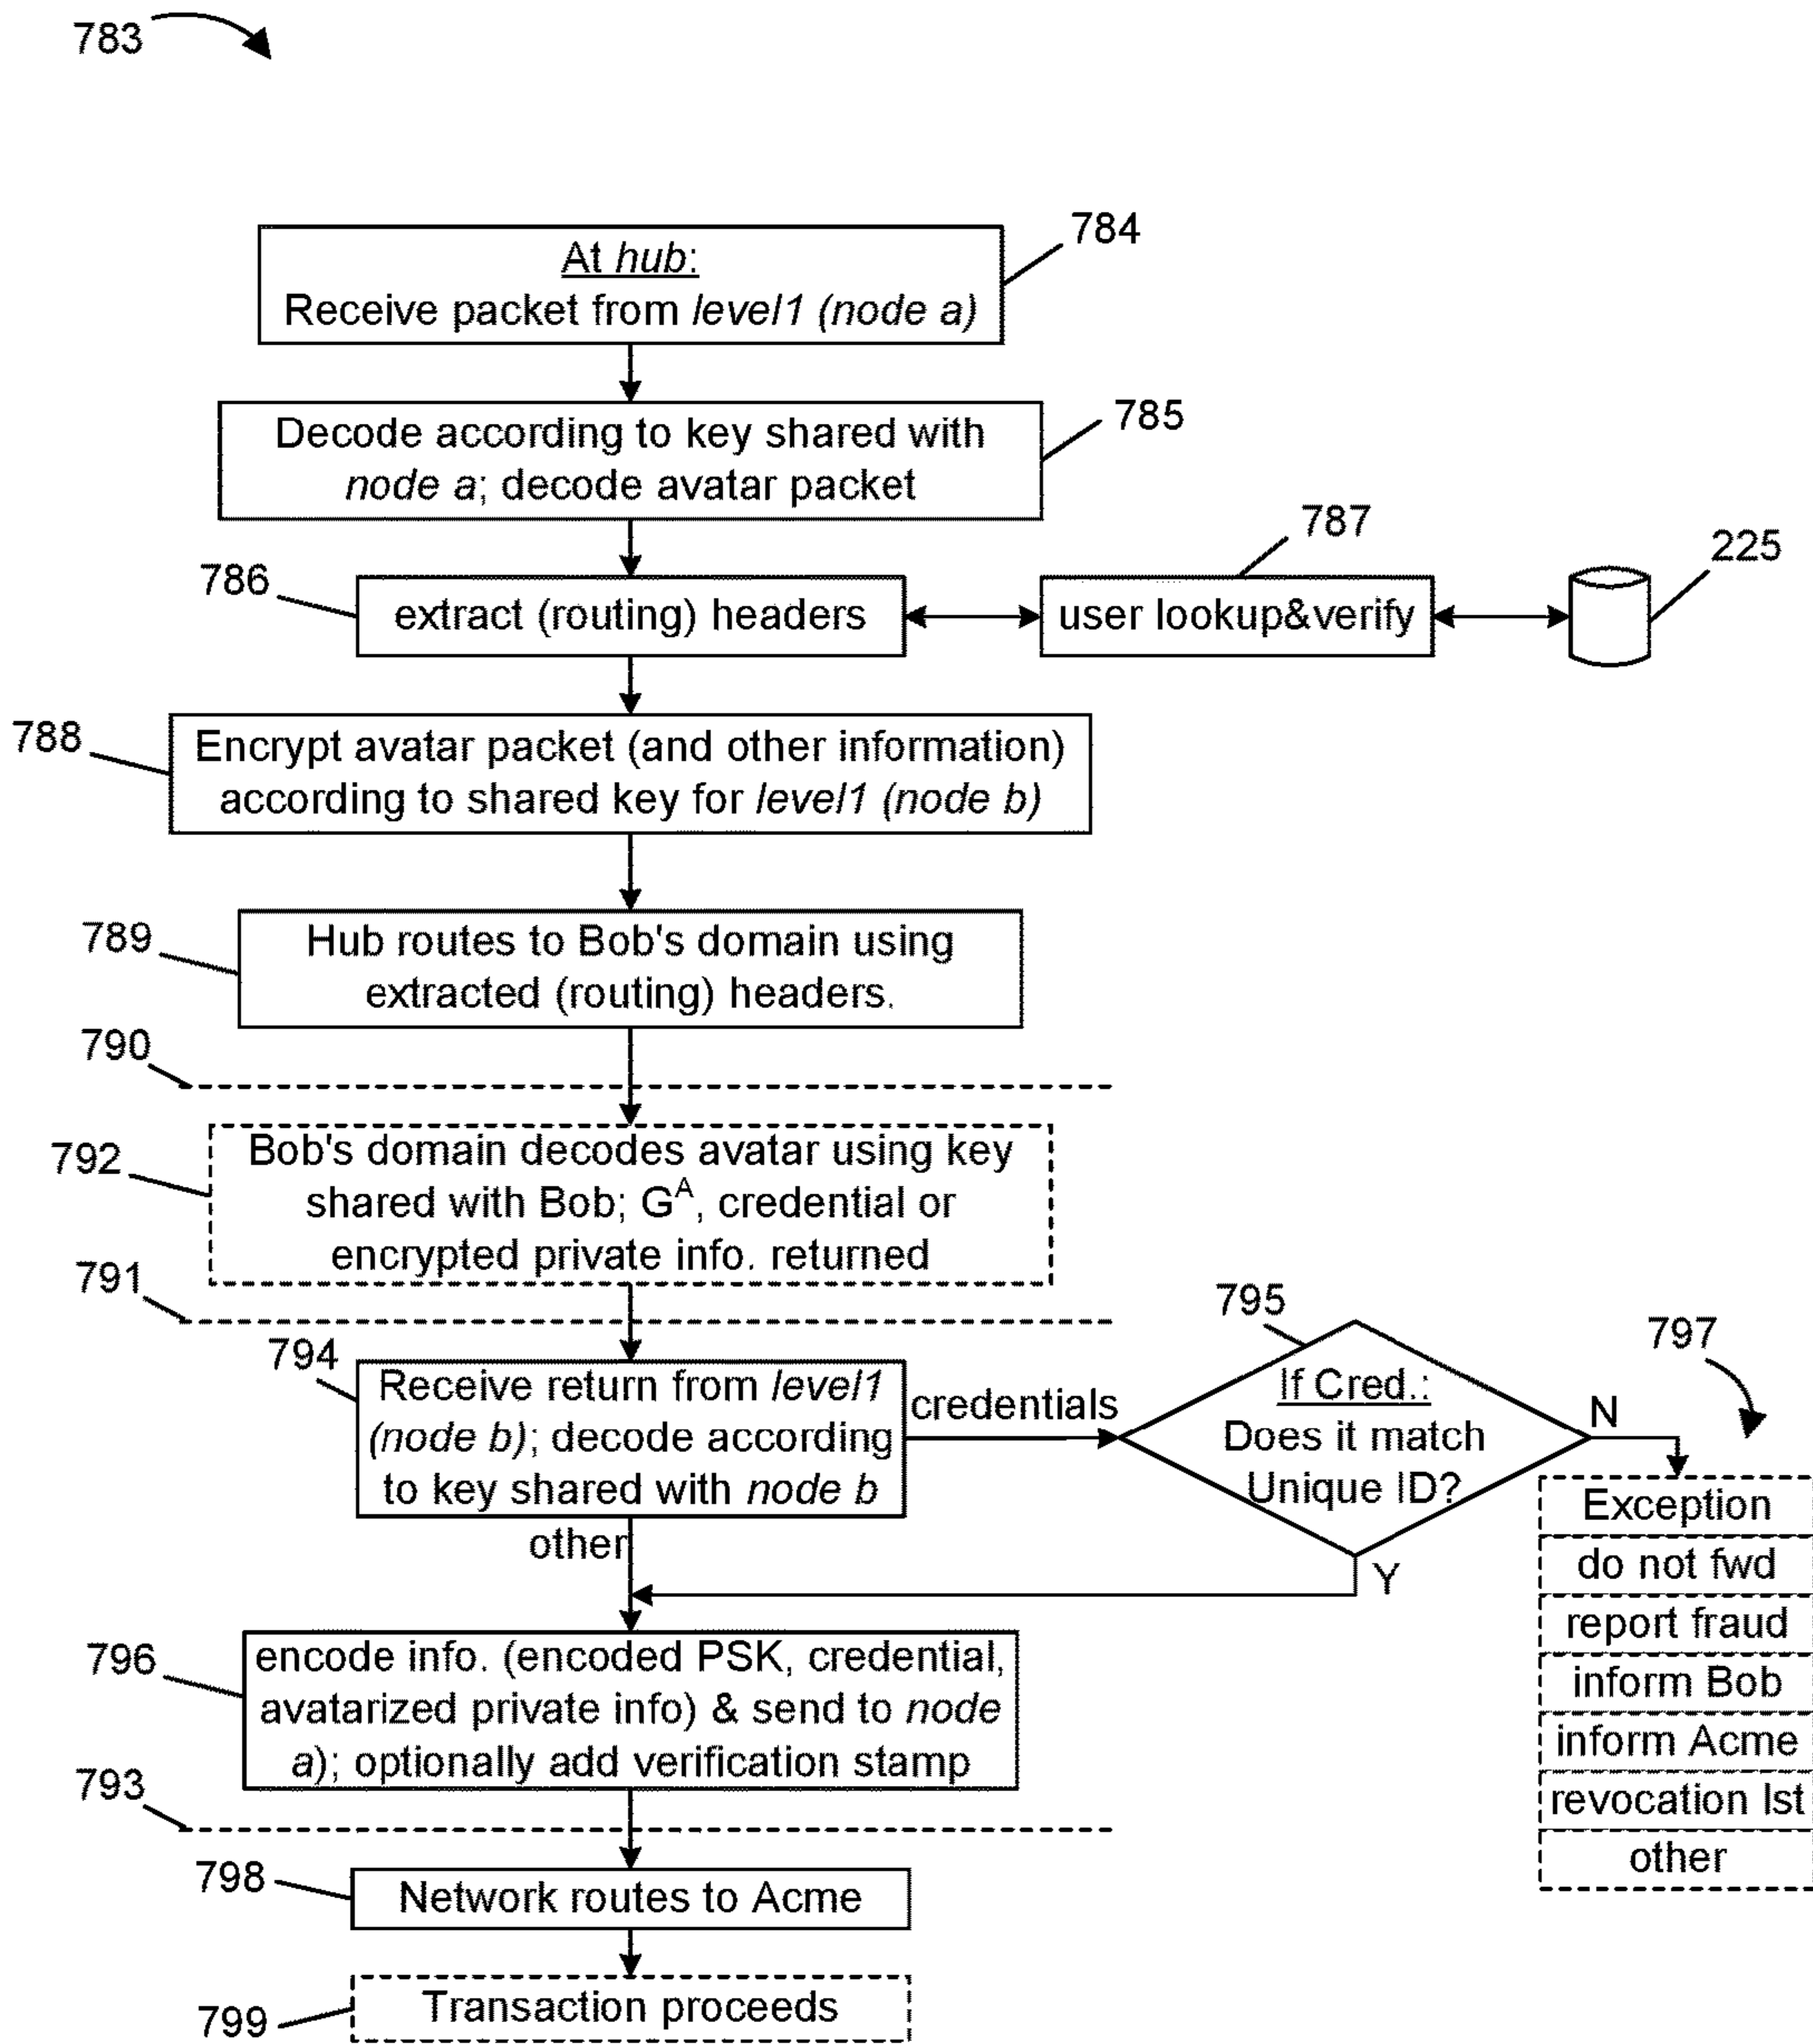 783
At hub:
Receive packet from level1 (node a)
784
Decode according to key shared with
node a; decode avatar packet
785
786
extract (routing) headers
787
user lookup&verify
225
788
Encrypt avatar packet (and other information)
according to shared key for level1 (node b)
789
Hub routes to Bob's domain using
extracted (routing) headers.
790
792
Bob's domain decodes avatar using key
shared with Bob; G^A, credential or
encrypted private info. returned
791
794
Receive return from level1
(node b); decode according
to key shared with node b
credentials
other
795
If Cred.:
Does it match
Unique ID?
N
Y
797
Exception
do not fwd
report fraud
inform Bob
inform Acme
revocation lst
other
796
encode info. (encoded PSK, credential,
avatarized private info) & send to node
a); optionally add verification stamp
793
798
Network routes to Acme
799
Transaction proceeds